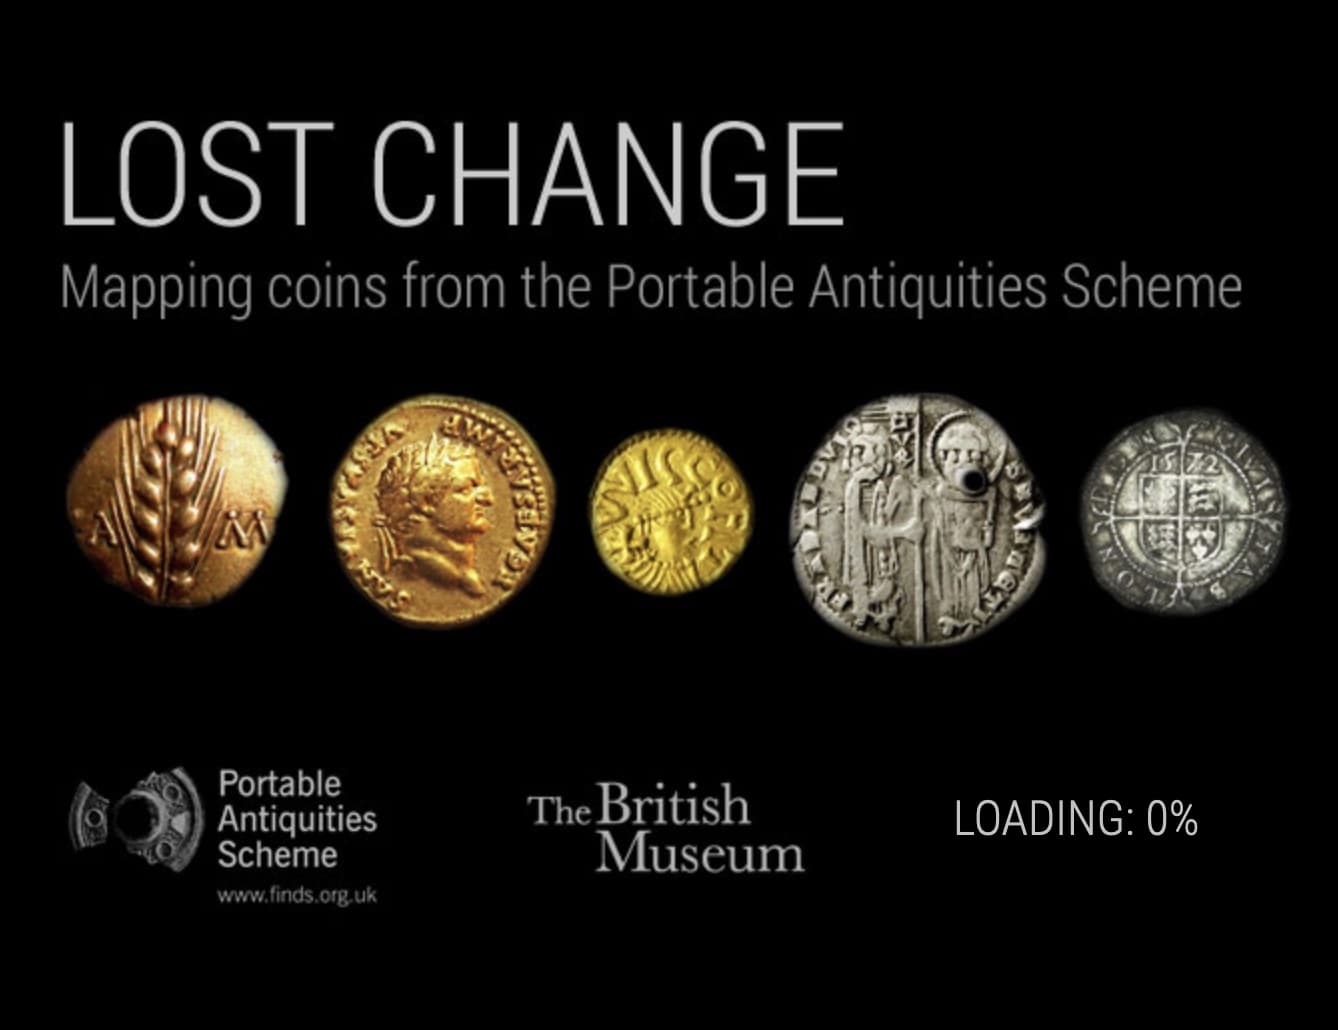 LOST CHANGE
Mapping coins from the Portable Antiquities Scheme
A M
1572
Portable
Antiquities
Scheme
www.finds.org.uk
The British
Museum
LOADING: 0%